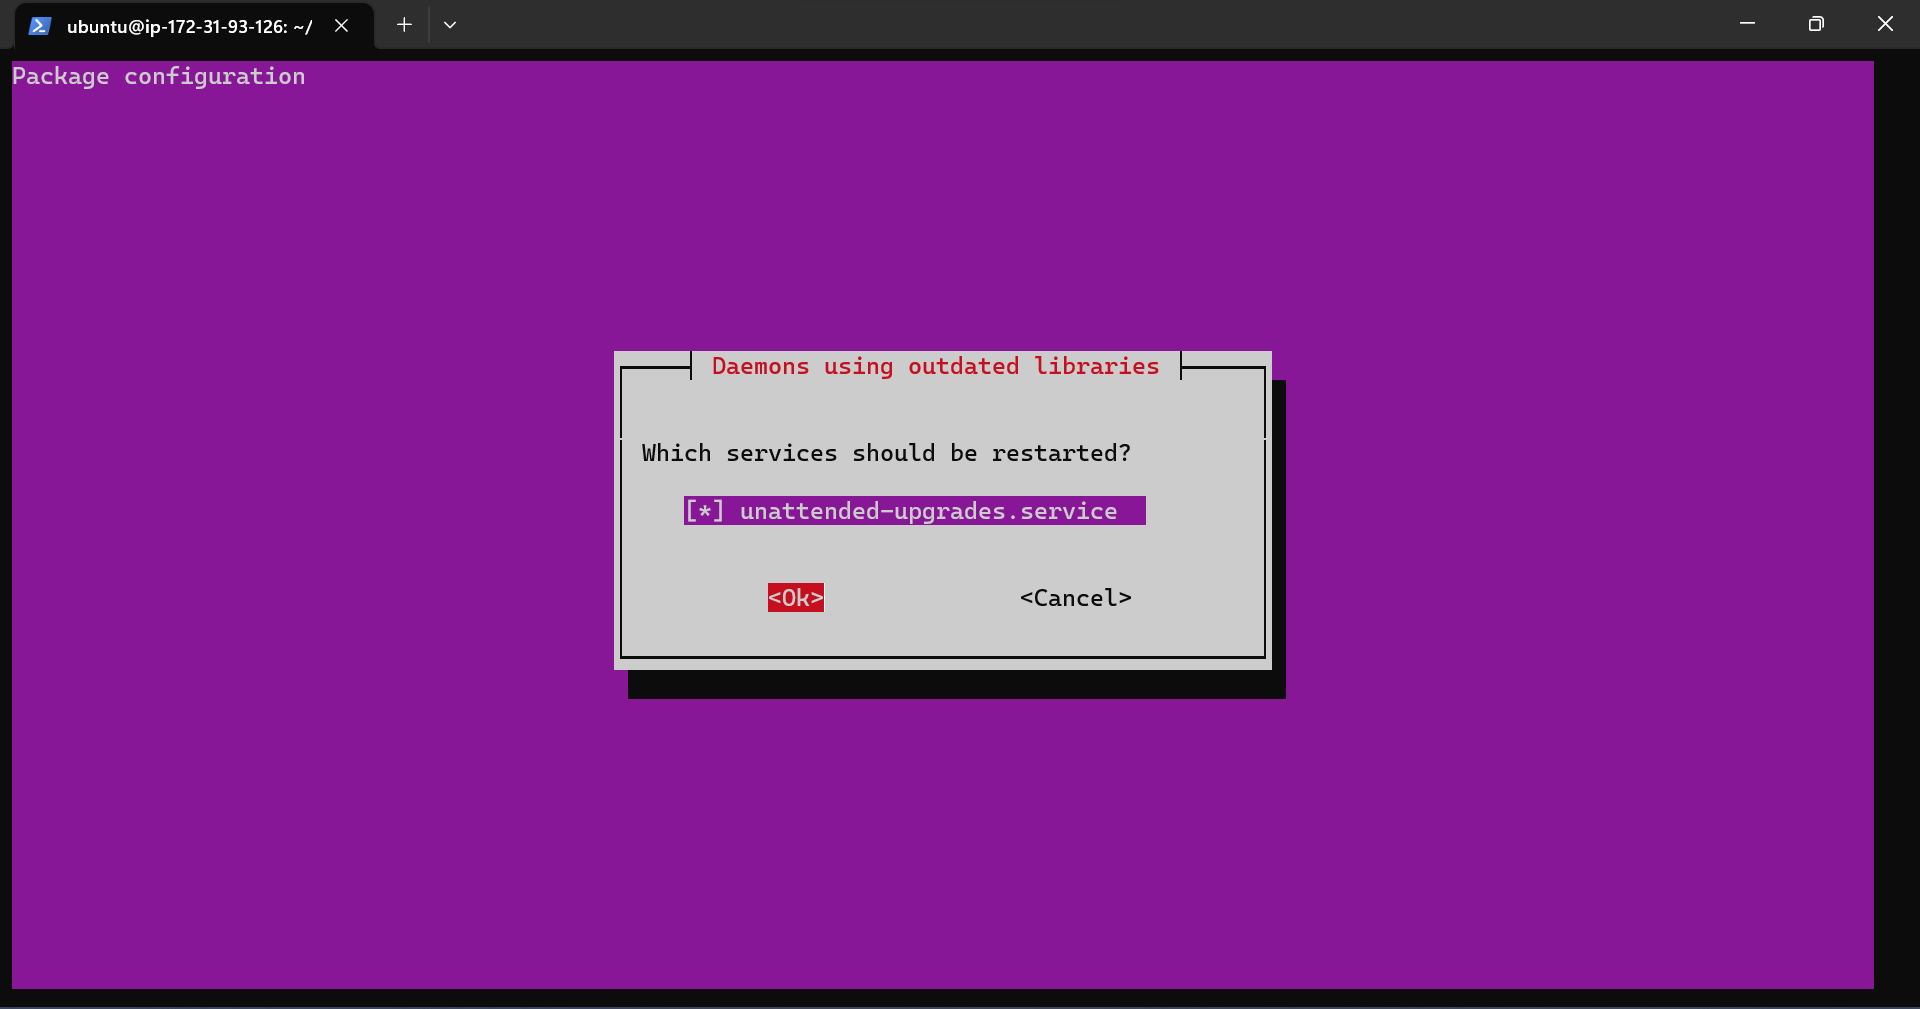 ubuntu@ip-172-31-93-126: ~/
Package configuration
Daemons using outdated libraries
Which services should be restarted?
[*] unattended-upgrades.service
<Ok> <Cancel>